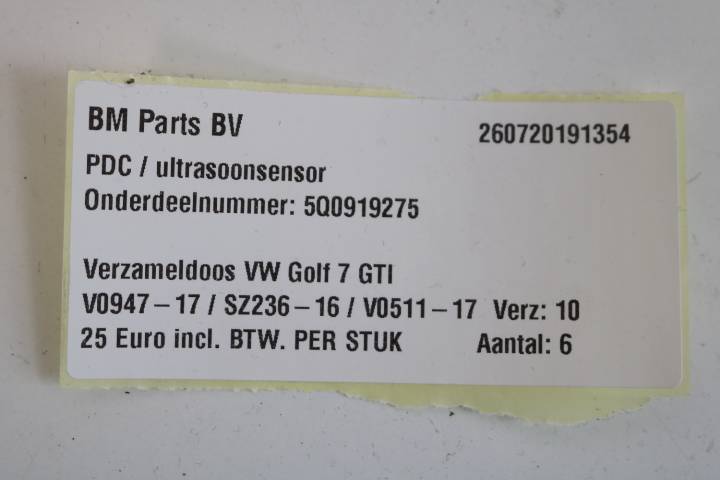 BM Parts BV 260720191354
PDC / ultrasoonsensor
Onderdeelnummer: 5Q0919275
Verzameldoos VW Golf 7 GTI
V0947-17 / SZ236-16 / V0511-17 Verz: 10
25 Euro incl. BTW. PER STUK Aantal: 6